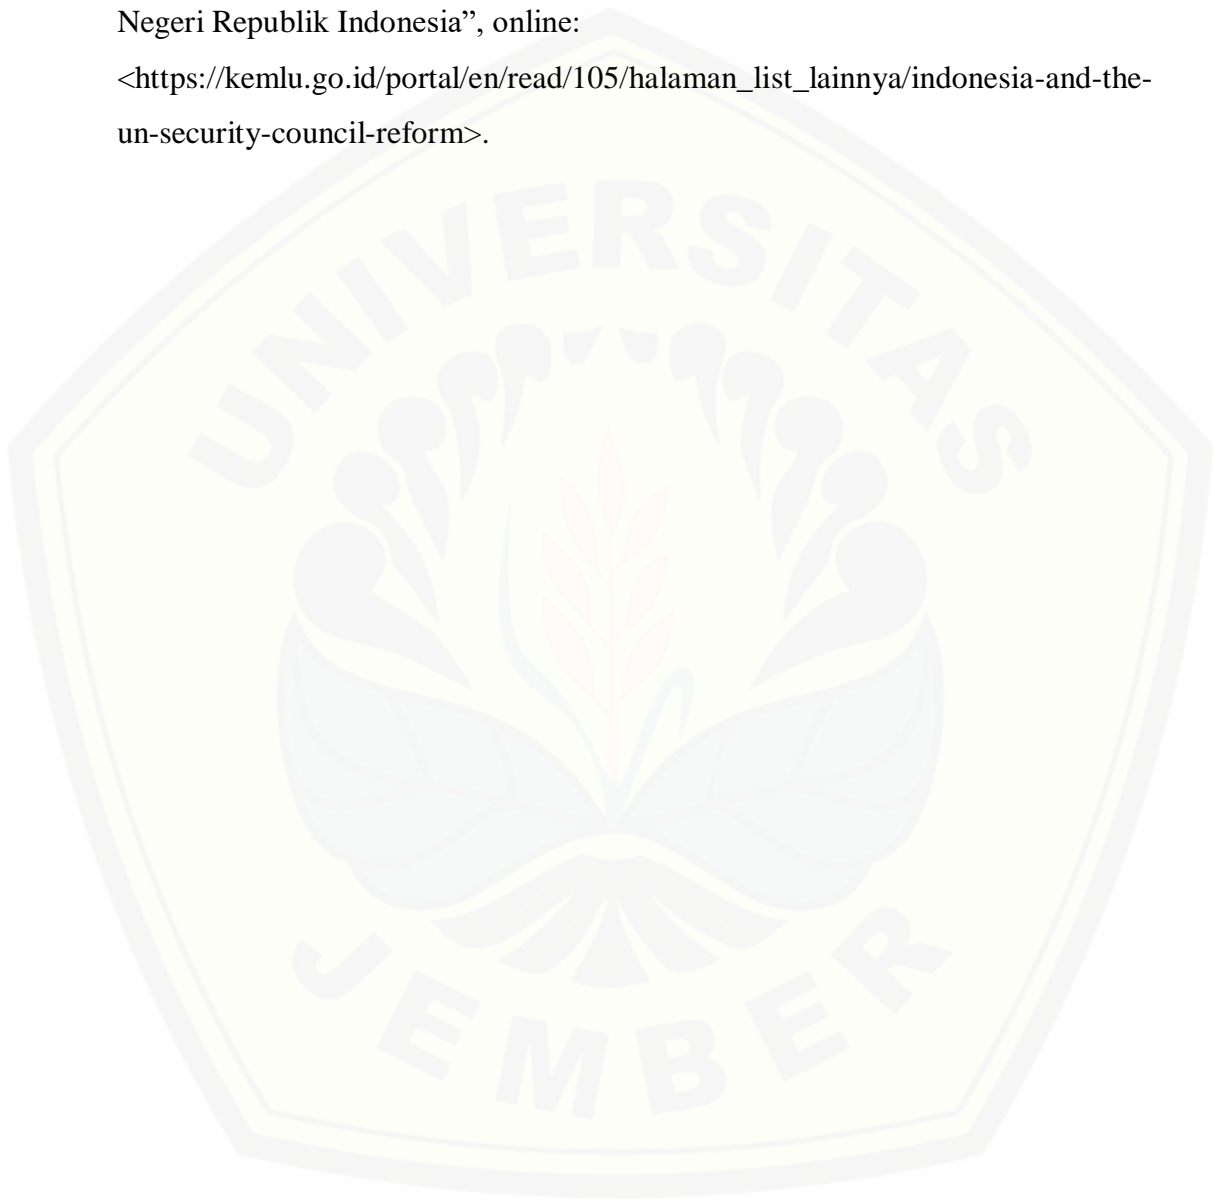 Negeri Republik Indonesia”, online:
<https://kemlu.go.id/portal/en/read/105/halaman_list_lainnya/indonesia-and-the-
un-security-council-reform>.
UNIVERSITAS
JEMBER